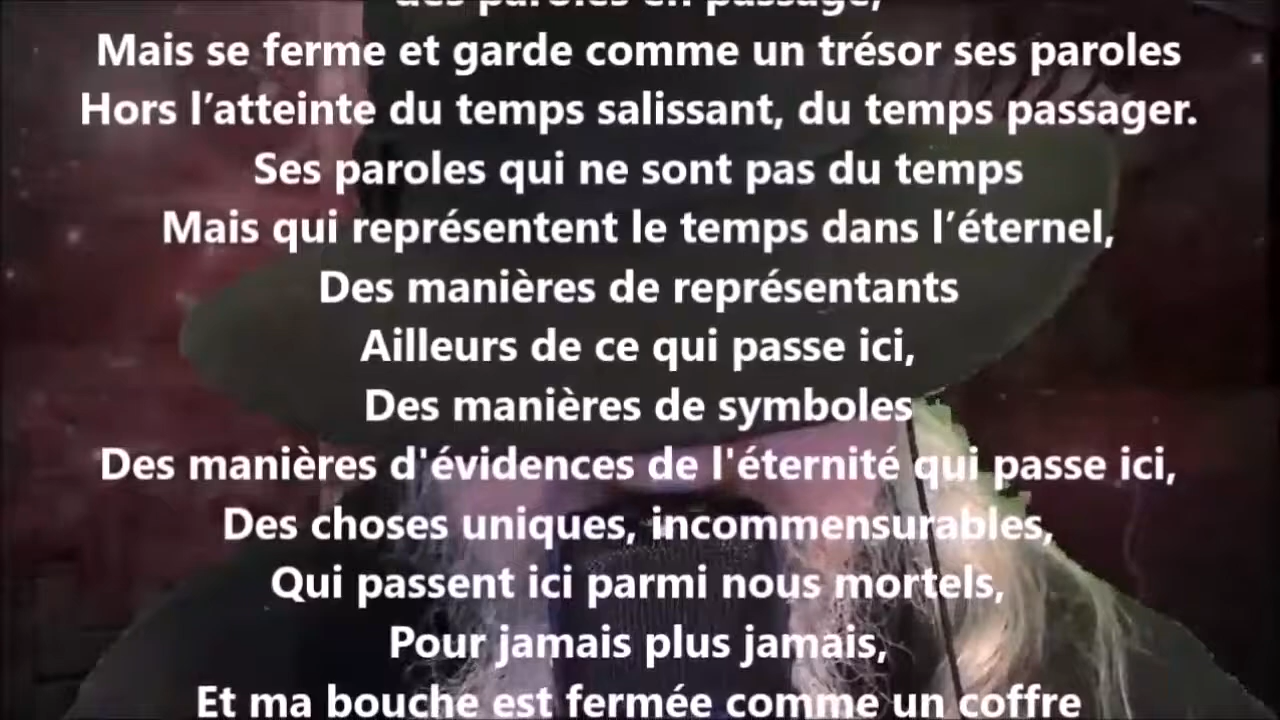 des paroles en passage,
Mais se ferme et garde comme un trésor ses paroles
Hors l’atteinte du temps salissant, du temps passager.
Ses paroles qui ne sont pas du temps
Mais qui représentent le temps dans l’éternel,
Des manières de représentants
Ailleurs de ce qui passe ici,
Des manières de symboles
Des manières d'évidences de l'éternité qui passe ici,
Des choses uniques, incommensurables,
Qui passent ici parmi nous mortels,
Pour jamais plus jamais,
Et ma bouche est fermée comme un coffre